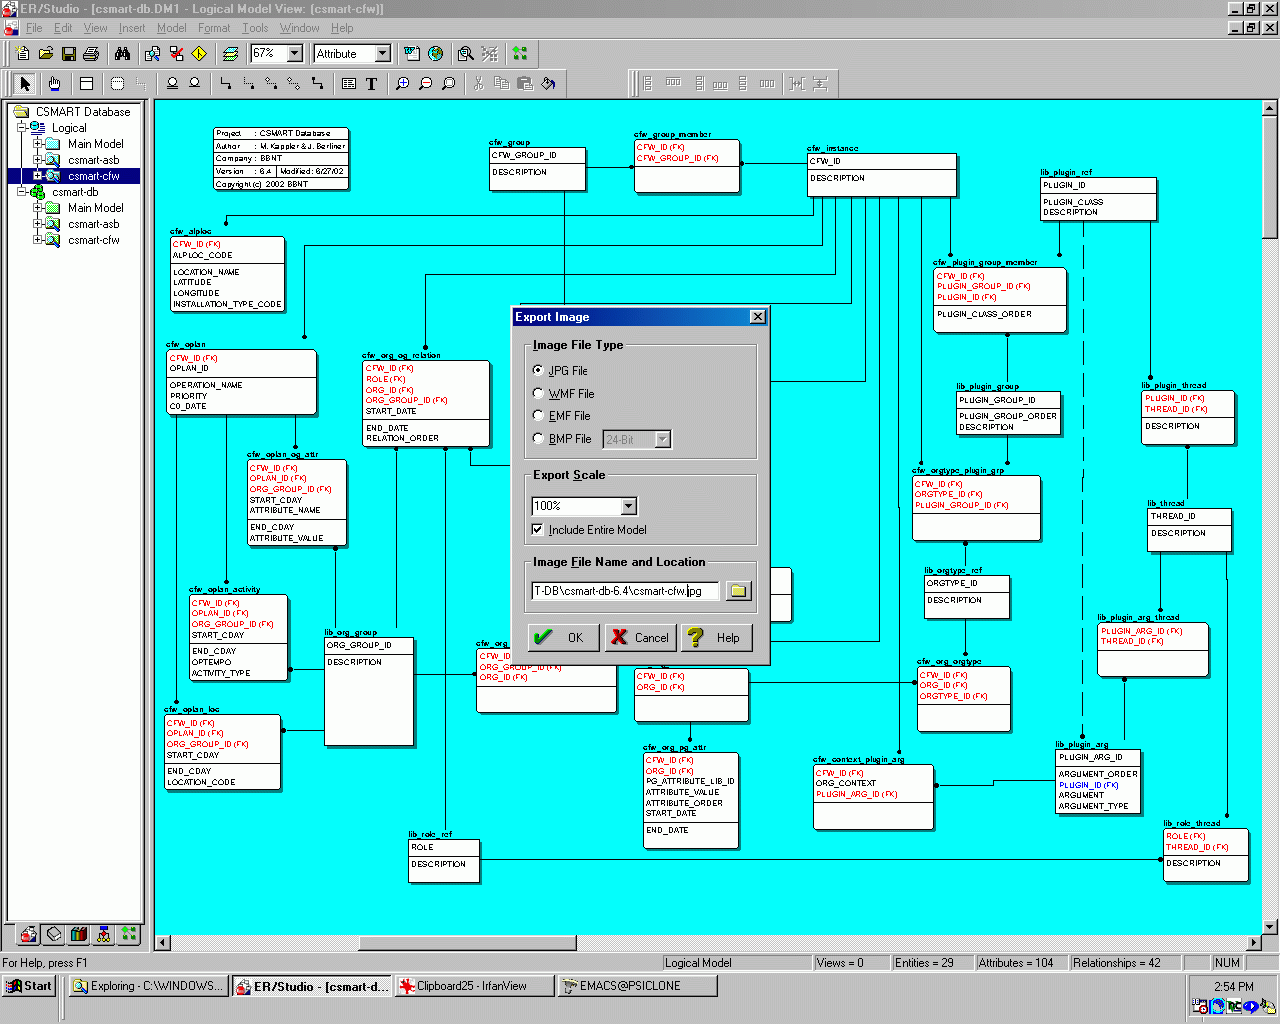 ER/Studio - [csmart-db.DM1 - Logical Model View: (csmart-cfw)]
File Edit View Insert Model Format Tools Window Help
67% Attribute
CSMART Database
Logical
Main Model
csmart-asb
csmart-cfw
csmart-db
Main Model
csmart-asb
csmart-cfw
Project : CSMART Database
Author : M. Kappler & J. Berliner
Company : BBNT
Version : 6.4 Modified: 6/27/02
Copyright(c) 2002 BBNT
cfw_group
CFW_GROUP_ID
DESCRIPTION
cfw_group_member
CFW_ID (FK)
CFW_GROUP_ID (FK)
cfw_instance
CFW_ID
DESCRIPTION
lib_plugin_ref
PLUGIN_ID
PLUGIN_CLASS
DESCRIPTION
cfw_alploc
CFW_ID (FK)
ALPLOC_CODE
LOCATION_NAME
LATITUDE
LONGITUDE
INSTALLATION_TYPE_CODE
cfw_plugin_group_member
CFW_ID (FK)
PLUGIN_GROUP_ID (FK)
PLUGIN_ID (FK)
PLUGIN_CLASS_ORDER
cfw_oplan
CFW_ID (FK)
OPLAN_ID
OPERATION_NAME
PRIORITY
C0_DATE
cfw_org_og_relation
CFW_ID (FK)
ROLE (FK)
ORG_ID (FK)
ORG_GROUP_ID (FK)
START_DATE
END_DATE
RELATION_ORDER
lib_plugin_group
PLUGIN_GROUP_ID
PLUGIN_GROUP_ORDER
DESCRIPTION
lib_plugin_thread
PLUGIN_ID (FK)
THREAD_ID (FK)
DESCRIPTION
cfw_oplan_og_attr
CFW_ID (FK)
OPLAN_ID (FK)
ORG_GROUP_ID (FK)
START_CDAY
ATTRIBUTE_NAME
END_CDAY
ATTRIBUTE_VALUE
cfw_orgtype_plugin_grp
CFW_ID (FK)
ORGTYPE_ID (FK)
PLUGIN_GROUP_ID (FK)
lib_thread
THREAD_ID
DESCRIPTION
Export Image
Image File Type
JPG File
WMF File
EMF File
BMP File 24-Bit
Export Scale
100%
Include Entire Model
Image File Name and Location
T-DB\csmart-db-6.4\csmart-cfw.jpg
OK Cancel Help
lib_orgtype_ref
ORGTYPE_ID
DESCRIPTION
cfw_oplan_activity
CFW_ID (FK)
OPLAN_ID (FK)
ORG_GROUP_ID (FK)
START_CDAY
END_CDAY
OPTEMPO
ACTIVITY_TYPE
lib_org_group
ORG_GROUP_ID
DESCRIPTION
cfw_org
CFW_ID (FK)
ORG_GROUP_ID (FK)
ORG_ID (FK)
CFW_ID (FK)
ORG_ID (FK)
cfw_org_orgtype
CFW_ID (FK)
ORG_ID (FK)
ORGTYPE_ID (FK)
lib_plugin_arg_thread
PLUGIN_ARG_ID (FK)
THREAD_ID (FK)
cfw_oplan_loc
CFW_ID (FK)
OPLAN_ID (FK)
ORG_GROUP_ID (FK)
START_CDAY
END_CDAY
LOCATION_CODE
cfw_org_pg_attr
CFW_ID (FK)
ORG_ID (FK)
PG_ATTRIBUTE_LIB_ID
ATTRIBUTE_VALUE
ATTRIBUTE_ORDER
START_DATE
END_DATE
cfw_context_plugin_arg
CFW_ID (FK)
ORG_CONTEXT
PLUGIN_ARG_ID (FK)
lib_plugin_arg
PLUGIN_ARG_ID
ARGUMENT_ORDER
PLUGIN_ID (FK)
ARGUMENT
ARGUMENT_TYPE
lib_role_ref
ROLE
DESCRIPTION
lib_role_thread
ROLE (FK)
THREAD_ID (FK)
DESCRIPTION
For Help, press F1 Logical Model Views = 0 Entities = 29 Attributes = 104 Relationships = 42 NUM
Start Exploring - C:\WINDOWS... ER/Studio - [csmart-d... Clipboard25 - IrfanView EMACS@PSICLONE 2:54 PM